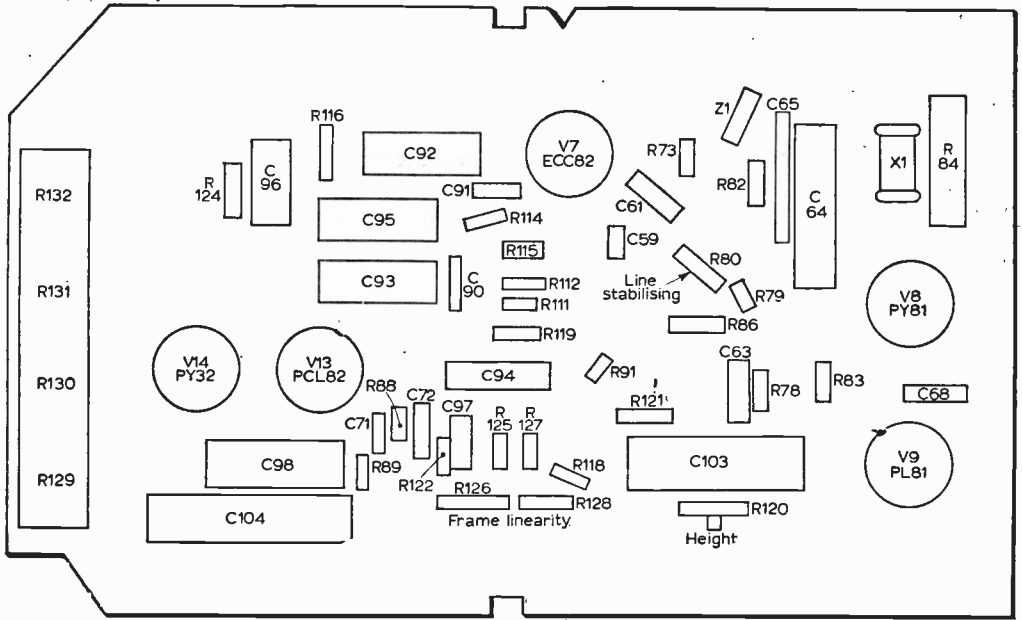 R116
C92
V7
ECC82
Z1
C65
R
84
X1
R73
R82
C
64
C
96
R
124
R132
C91
C61
R114
C95
C59
R115
R80
Line
stabilising
R79
C93
C
90
R112
R111
R131
V8
PY81
R86
R119
V14
PY32
V13
PCL82
C63
R91
C94
R78
R83
R130
R88
C72
R121
C68
C71
C97
R
125
R
127
C98
R89
R122
R118
C103
V9
PL81
R129
R126
R128
R120
C104
Frame linearity
Height